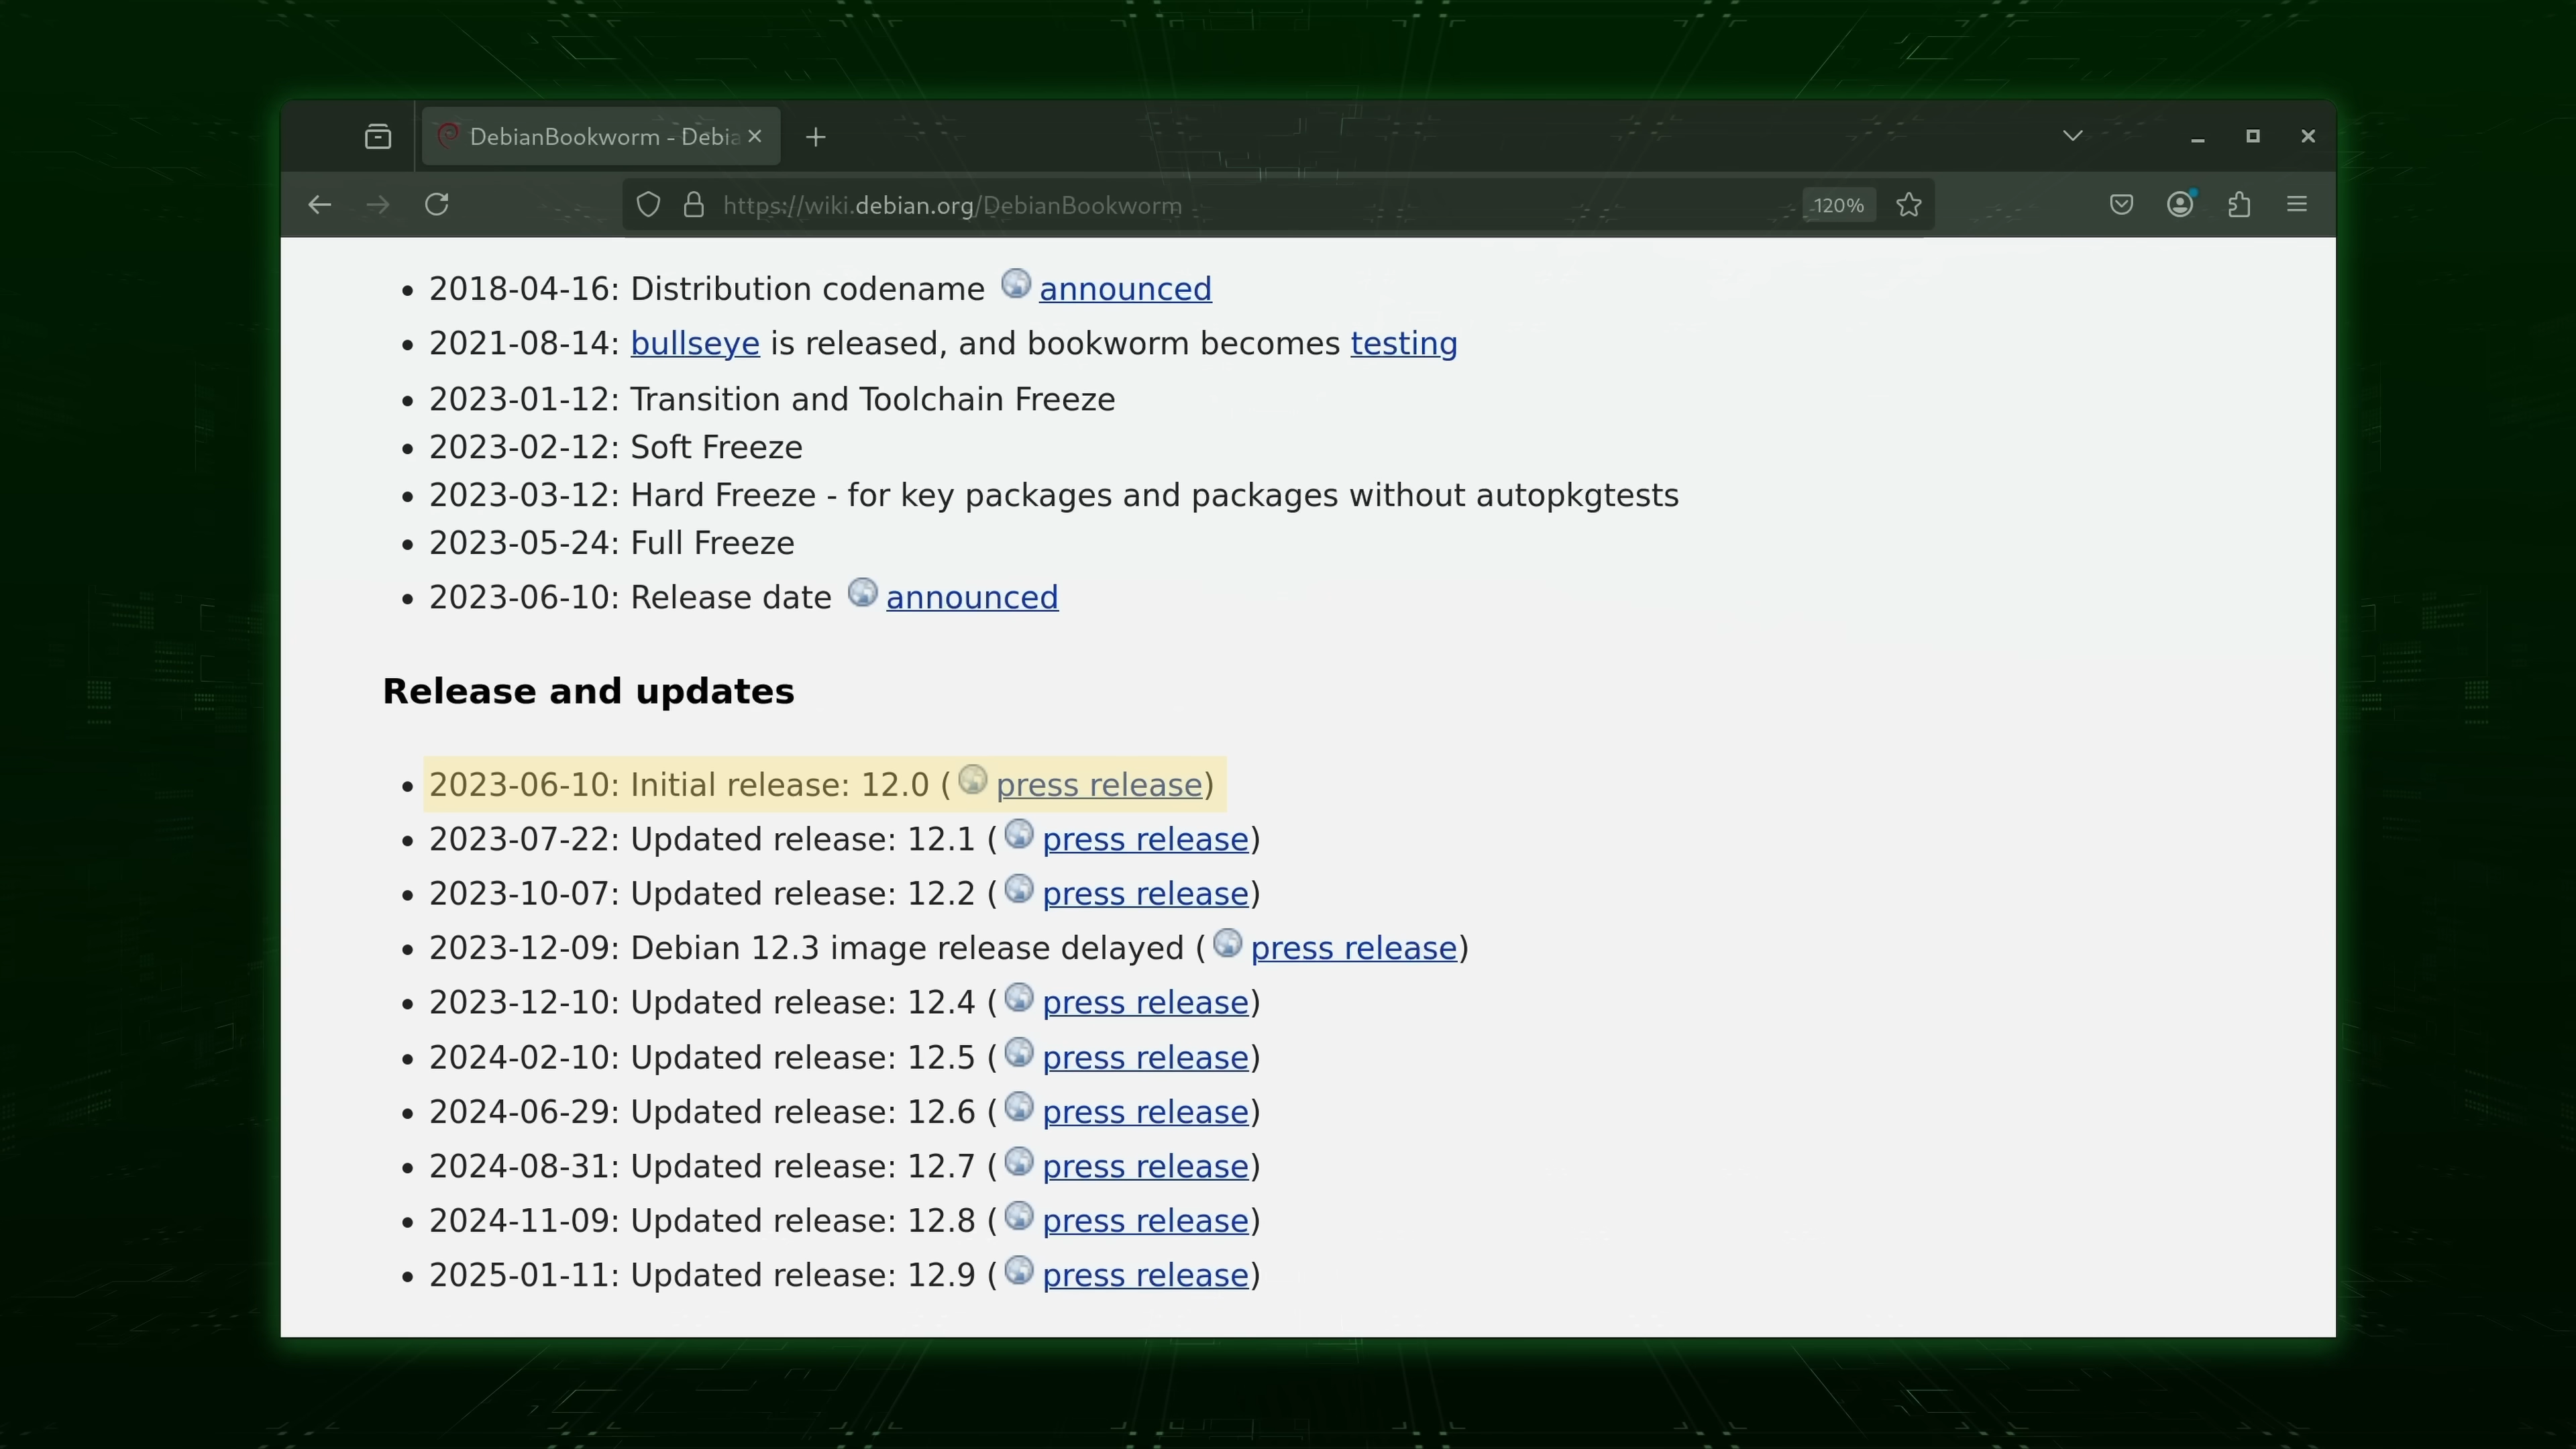 DebianBookworm - Debia
https://wiki.debian.org/DebianBookworm 120%
2018-04-16: Distribution codename announced
2021-08-14: bullseye is released, and bookworm becomes testing
2023-01-12: Transition and Toolchain Freeze
2023-02-12: Soft Freeze
2023-03-12: Hard Freeze - for key packages and packages without autopkgtests
2023-05-24: Full Freeze
2023-06-10: Release date announced
Release and updates
2023-06-10: Initial release: 12.0 ( press release)
2023-07-22: Updated release: 12.1 ( press release)
2023-10-07: Updated release: 12.2 ( press release)
2023-12-09: Debian 12.3 image release delayed ( press release)
2023-12-10: Updated release: 12.4 ( press release)
2024-02-10: Updated release: 12.5 ( press release)
2024-06-29: Updated release: 12.6 ( press release)
2024-08-31: Updated release: 12.7 ( press release)
2024-11-09: Updated release: 12.8 ( press release)
2025-01-11: Updated release: 12.9 ( press release)